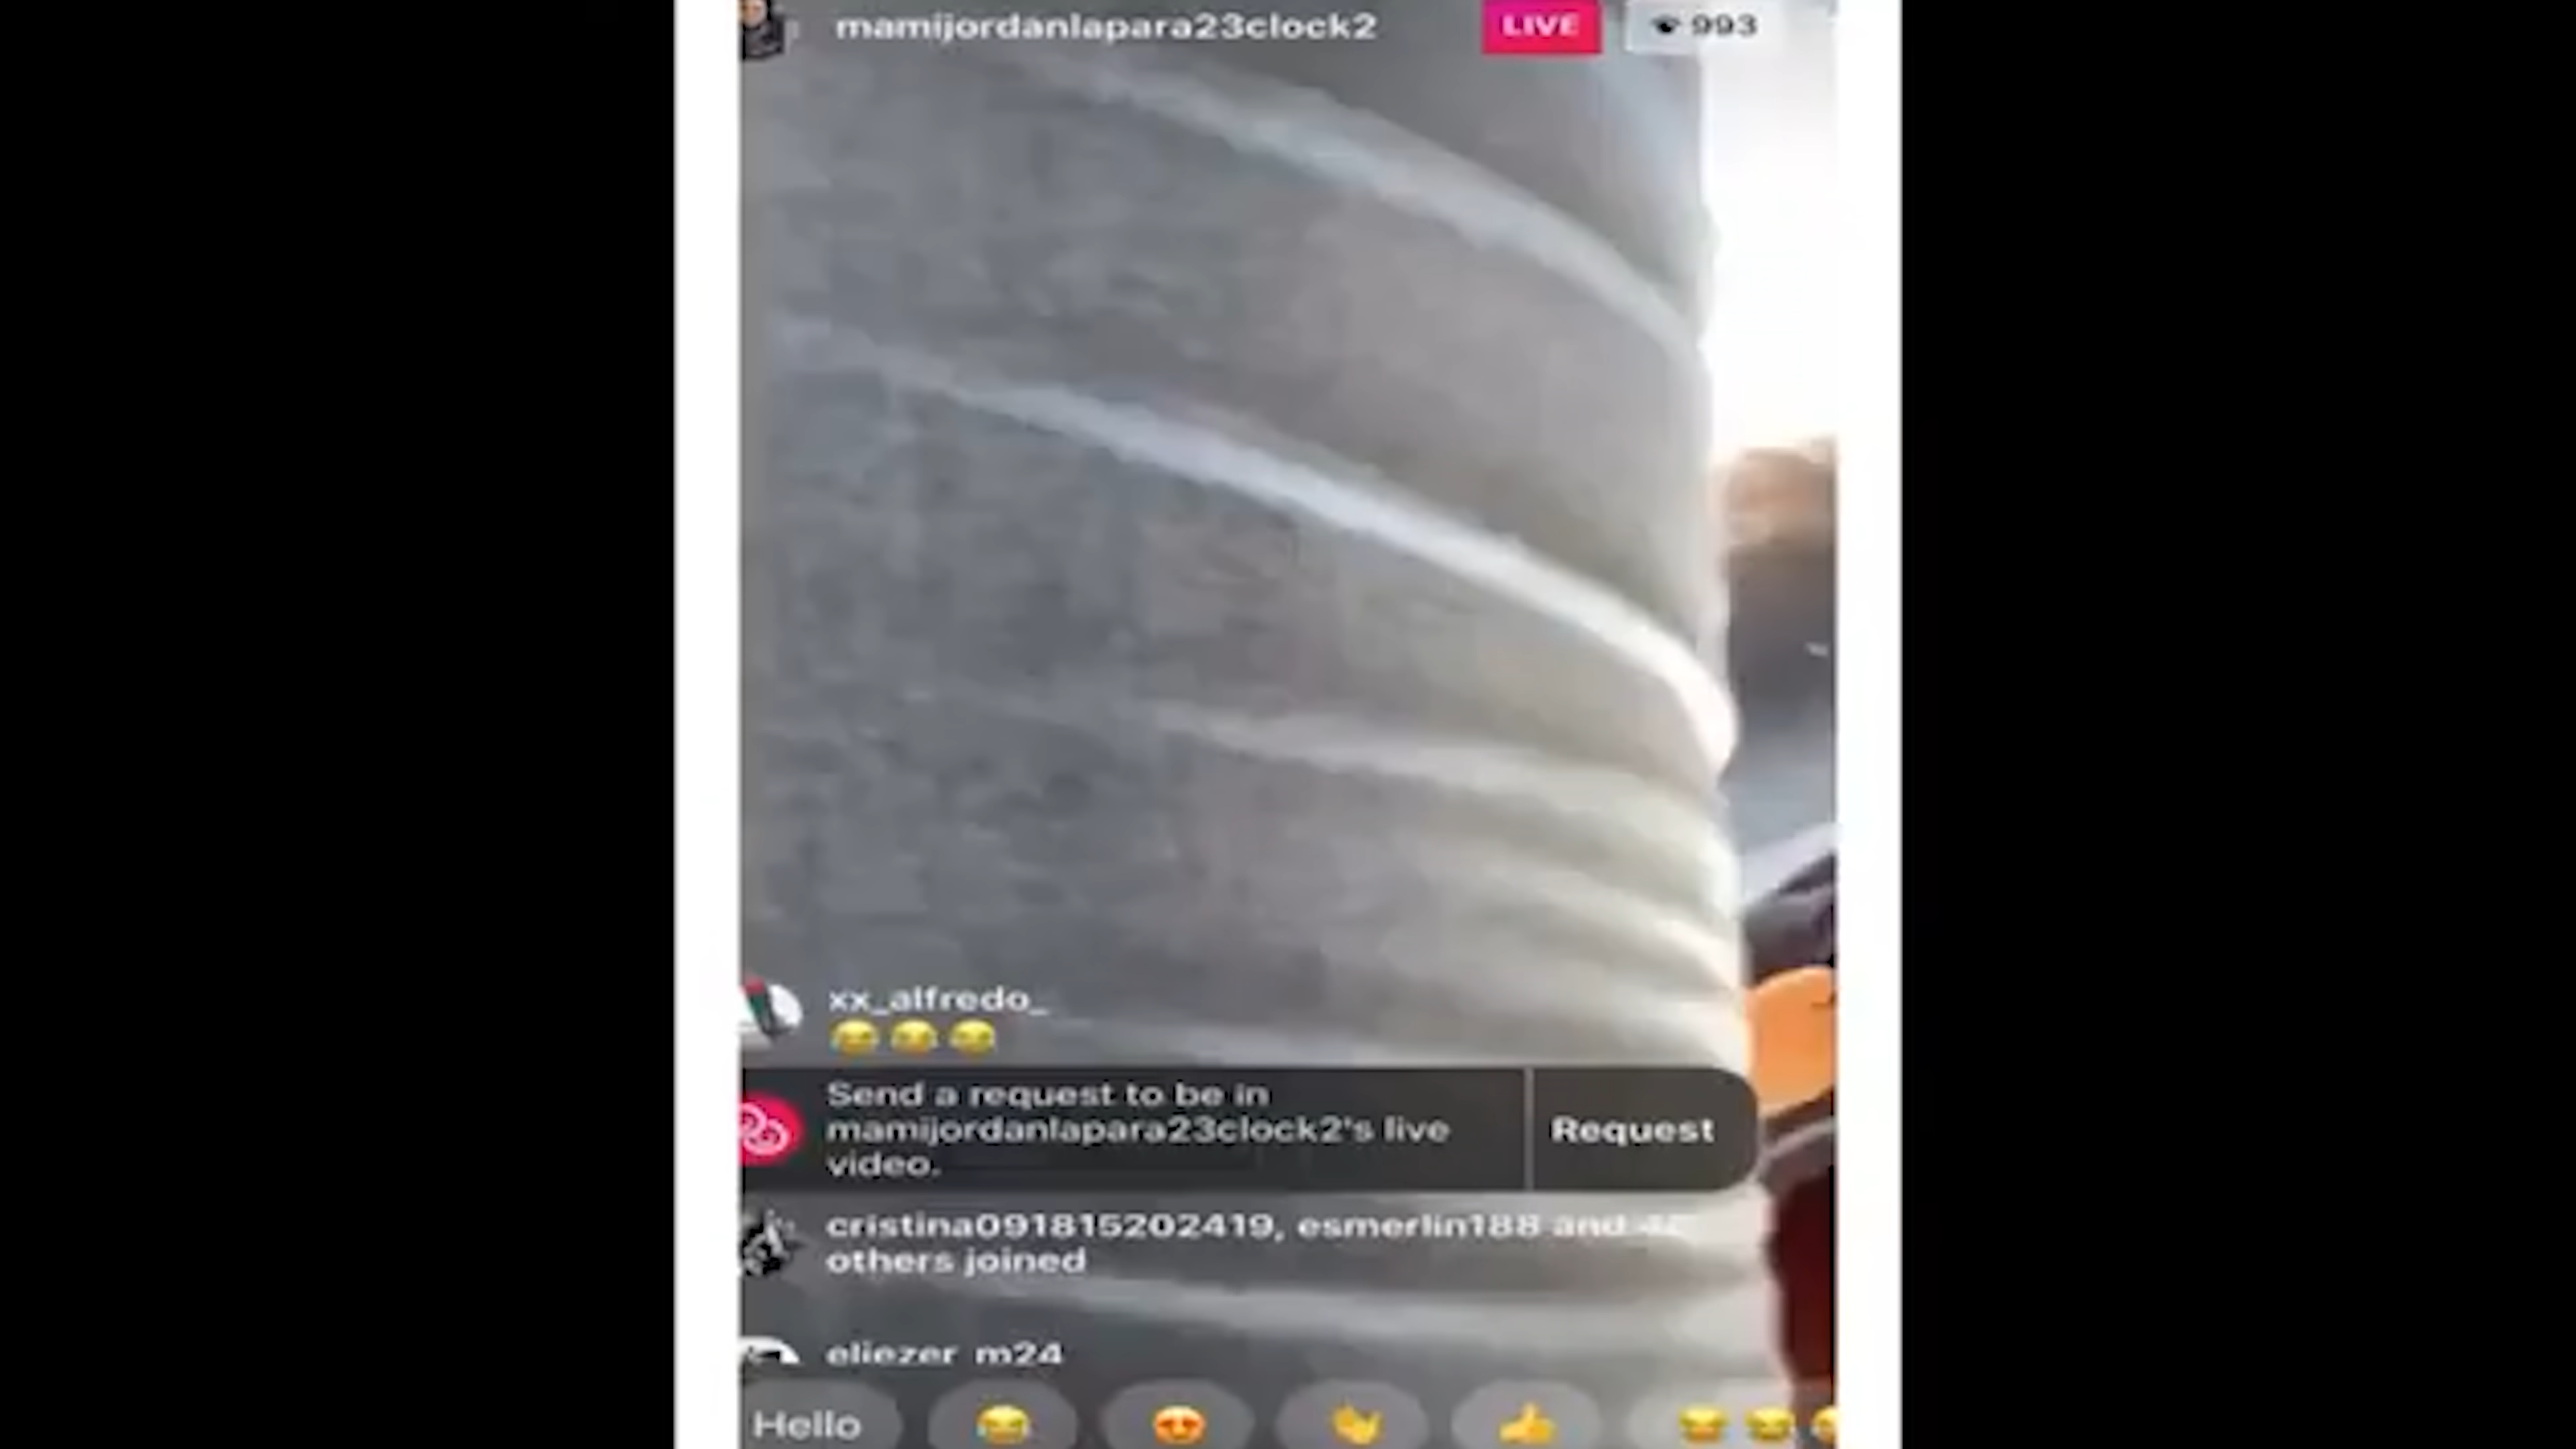 mamijordanlapara23clock2
LIVE
993
xx_alfredo_
😂😂😂
Send a request to be in
mamijordanlapara23clock2's live
video.
Request
cristina091815202419, esmerlin188 and
others joined
eliezer_m24
Hello